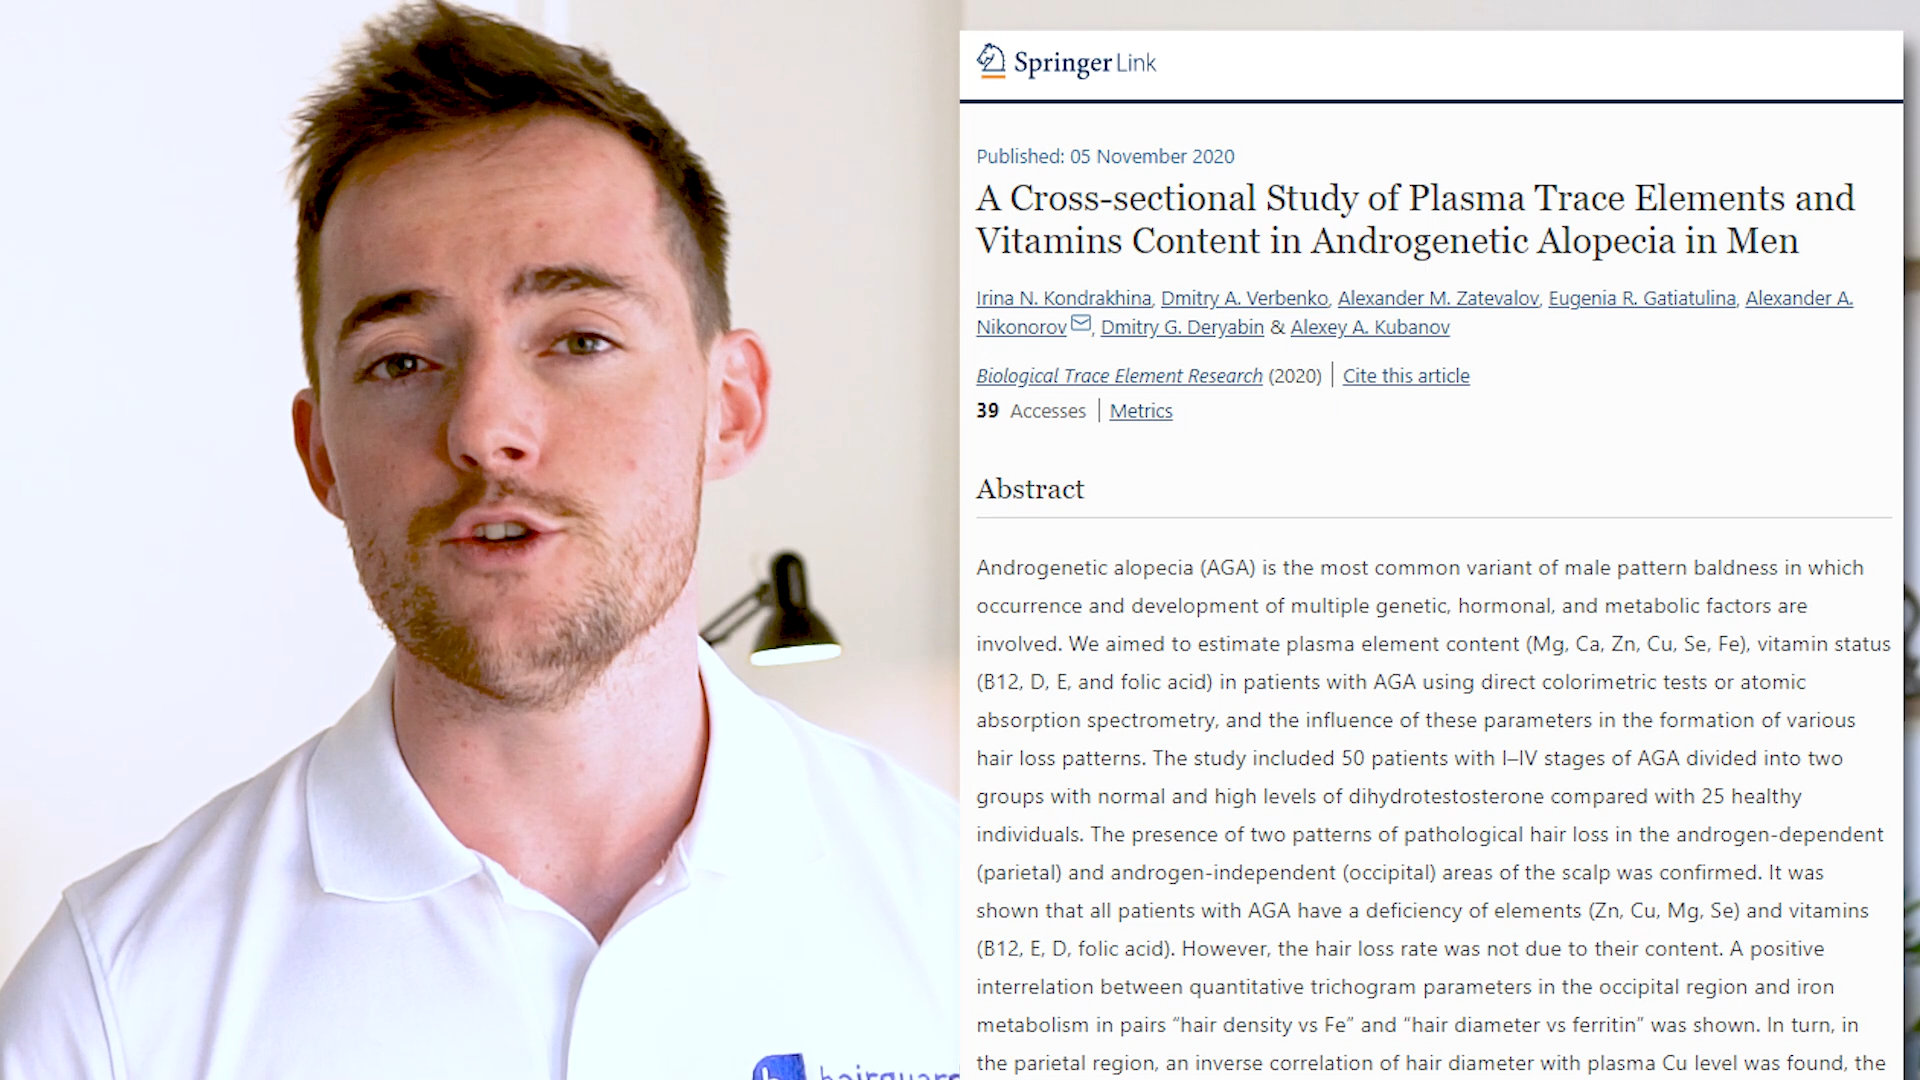 Springer Link
Published: 05 November 2020
A Cross-sectional Study of Plasma Trace Elements and
Vitamins Content in Androgenetic Alopecia in Men
Irina N. Kondrakhina, Dmitry A. Verbenko, Alexander M. Zatevalov, Eugenia R. Gatiatulina, Alexander A.
Nikonorov, Dmitry G. Deryabin & Alexey A. Kubanov
Biological Trace Element Research (2020) | Cite this article
39 Accesses | Metrics
Abstract
Androgenetic alopecia (AGA) is the most common variant of male pattern baldness in which
occurrence and development of multiple genetic, hormonal, and metabolic factors are
involved. We aimed to estimate plasma element content (Mg, Ca, Zn, Cu, Se, Fe), vitamin status
(B12, D, E, and folic acid) in patients with AGA using direct colorimetric tests or atomic
absorption spectrometry, and the influence of these parameters in the formation of various
hair loss patterns. The study included 50 patients with I–IV stages of AGA divided into two
groups with normal and high levels of dihydrotestosterone compared with 25 healthy
individuals. The presence of two patterns of pathological hair loss in the androgen-dependent
(parietal) and androgen-independent (occipital) areas of the scalp was confirmed. It was
shown that all patients with AGA have a deficiency of elements (Zn, Cu, Mg, Se) and vitamins
(B12, E, D, folic acid). However, the hair loss rate was not due to their content. A positive
interrelation between quantitative trichogram parameters in the occipital region and iron
metabolism in pairs “hair density vs Fe” and “hair diameter vs ferritin” was shown. In turn, in
the parietal region, an inverse correlation of hair diameter with plasma Cu level was found, the